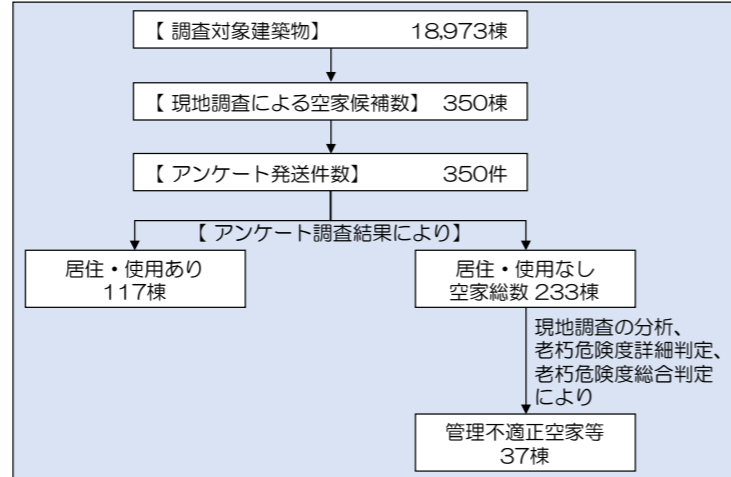 【 調査対象建築物】 18,973棟
【 現地調査による空家候補数】 350棟
【 アンケート発送件数】 350件
【 アンケート調査結果により】
居住・使用あり
117棟
居住・使用なし
空家総数 233棟
現地調査の分析、
老朽危険度詳細判定、
老朽危険度総合判定
により
管理不適正空家等
37棟